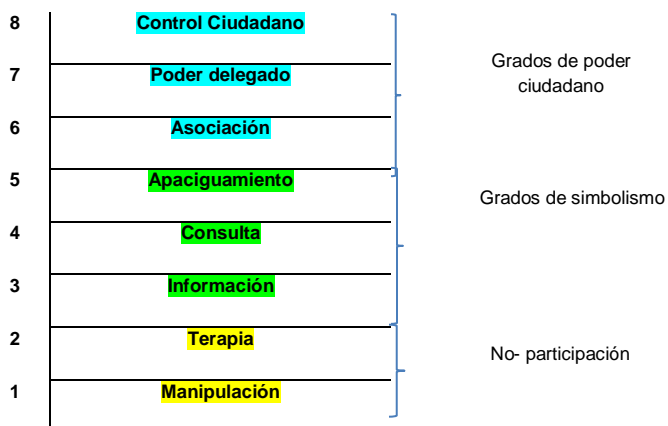 8 Control Ciudadano
7 Poder delegado
Grados de poder
ciudadano
6 Asociación
5 Apaciguamiento
Grados de simbolismo
4 Consulta
3 Información
2 Terapia
No- participación
1 Manipulación